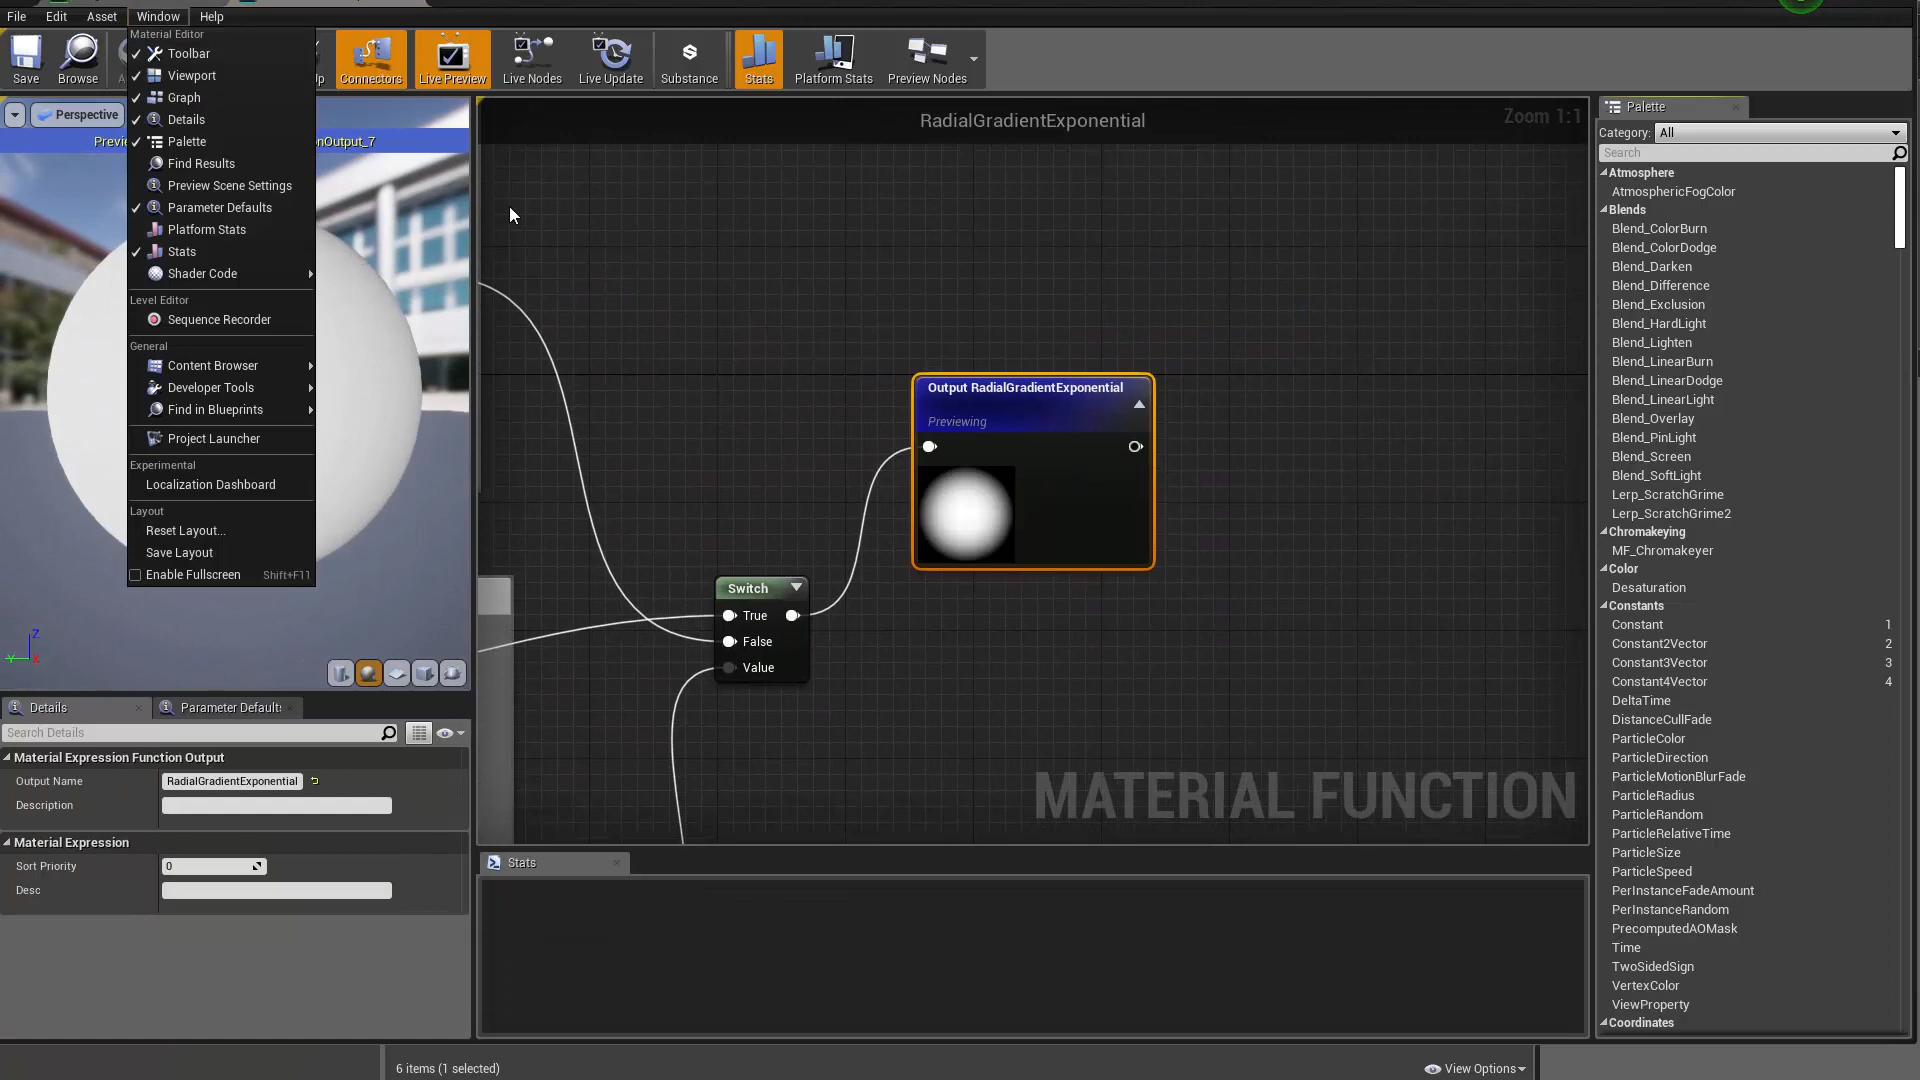 File Edit Asset Window Help
Save
Browse
Connectors
Live Preview
Live Nodes
Live Update
Substance
Stats
Platform Stats
Preview Nodes
Material Editor
Toolbar
Viewport
Graph
Details
Palette
Find Results
Preview Scene Settings
Parameter Defaults
Platform Stats
Stats
Shader Code
Level Editor
Sequence Recorder
General
Content Browser
Developer Tools
Find in Blueprints
Project Launcher
Experimental
Localization Dashboard
Layout
Reset Layout...
Save Layout
Enable Fullscreen Shift+F11
Perspective
nOutput_7
Z
Y
X
Details
Parameter Defaults
Search Details
Material Expression Function Output
Output Name RadialGradientExponential
Description
Material Expression
Sort Priority 0
Desc
RadialGradientExponential
Zoom 1:1
Output RadialGradientExponential
Previewing
Switch
True
False
Value
MATERIAL FUNCTION
Stats
6 items (1 selected)
View Options
Palette
Category: All
Search
Atmosphere
AtmosphericFogColor
Blends
Blend_ColorBurn
Blend_ColorDodge
Blend_Darken
Blend_Difference
Blend_Exclusion
Blend_HardLight
Blend_Lighten
Blend_LinearBurn
Blend_LinearDodge
Blend_LinearLight
Blend_Overlay
Blend_PinLight
Blend_Screen
Blend_SoftLight
Lerp_ScratchGrime
Lerp_ScratchGrime2
Chromakeying
MF_Chromakeyer
Color
Desaturation
Constants
Constant 1
Constant2Vector 2
Constant3Vector 3
Constant4Vector 4
DeltaTime
DistanceCullFade
ParticleColor
ParticleDirection
ParticleMotionBlurFade
ParticleRadius
ParticleRandom
ParticleRelativeTime
ParticleSize
ParticleSpeed
PerInstanceFadeAmount
PerInstanceRandom
PrecomputedAOMask
Time
TwoSidedSign
VertexColor
ViewProperty
Coordinates